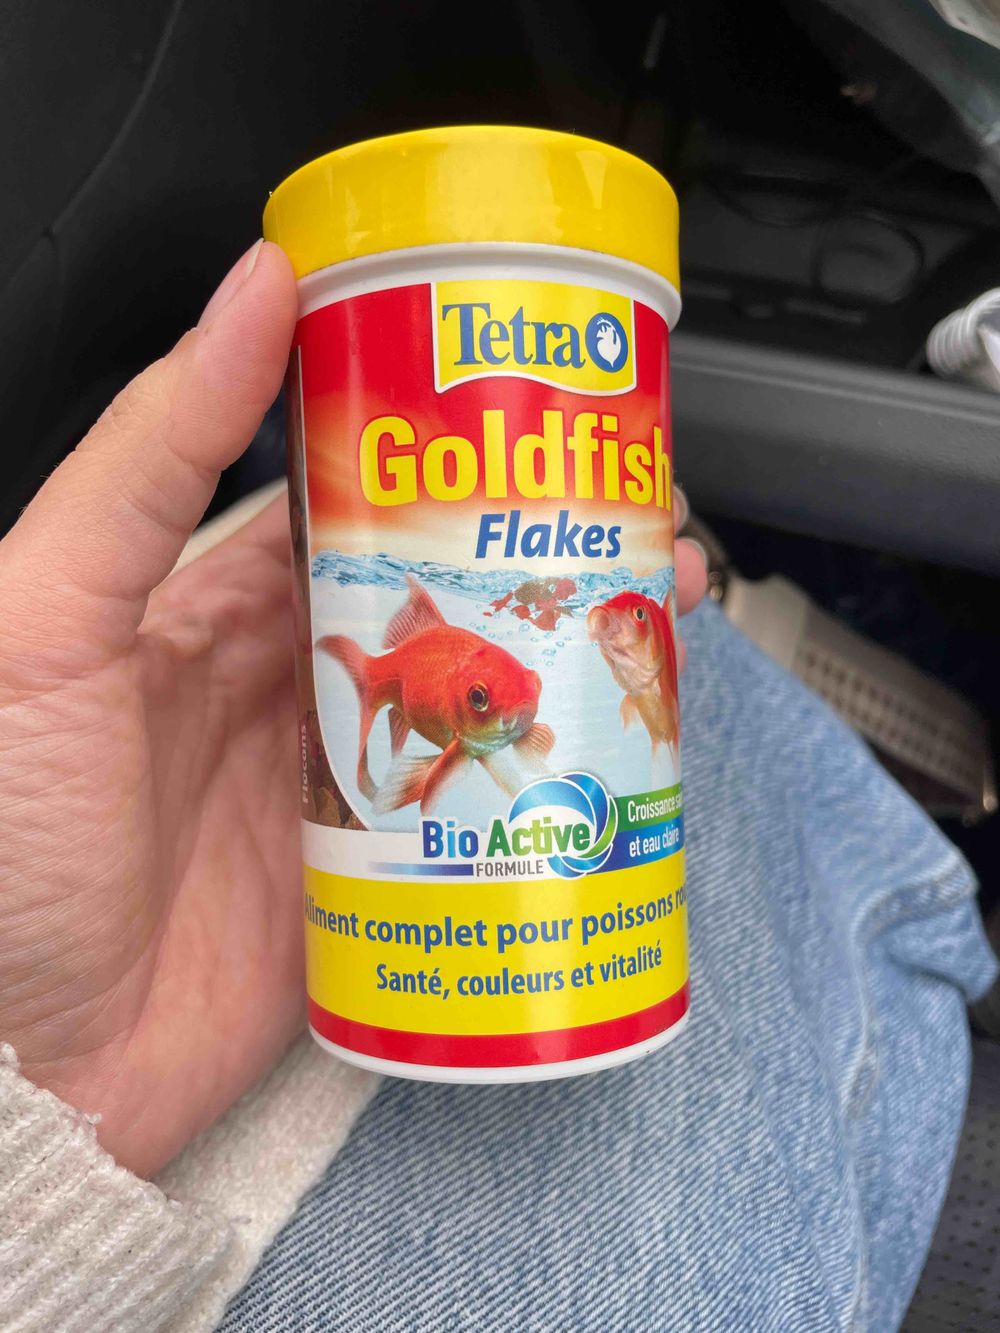 Tetra
Goldfish
Flakes
Flocons
Bio Active
FORMULE
Croissance
et eau claire
Aliment complet pour poissons
Santé, couleurs et vitalité